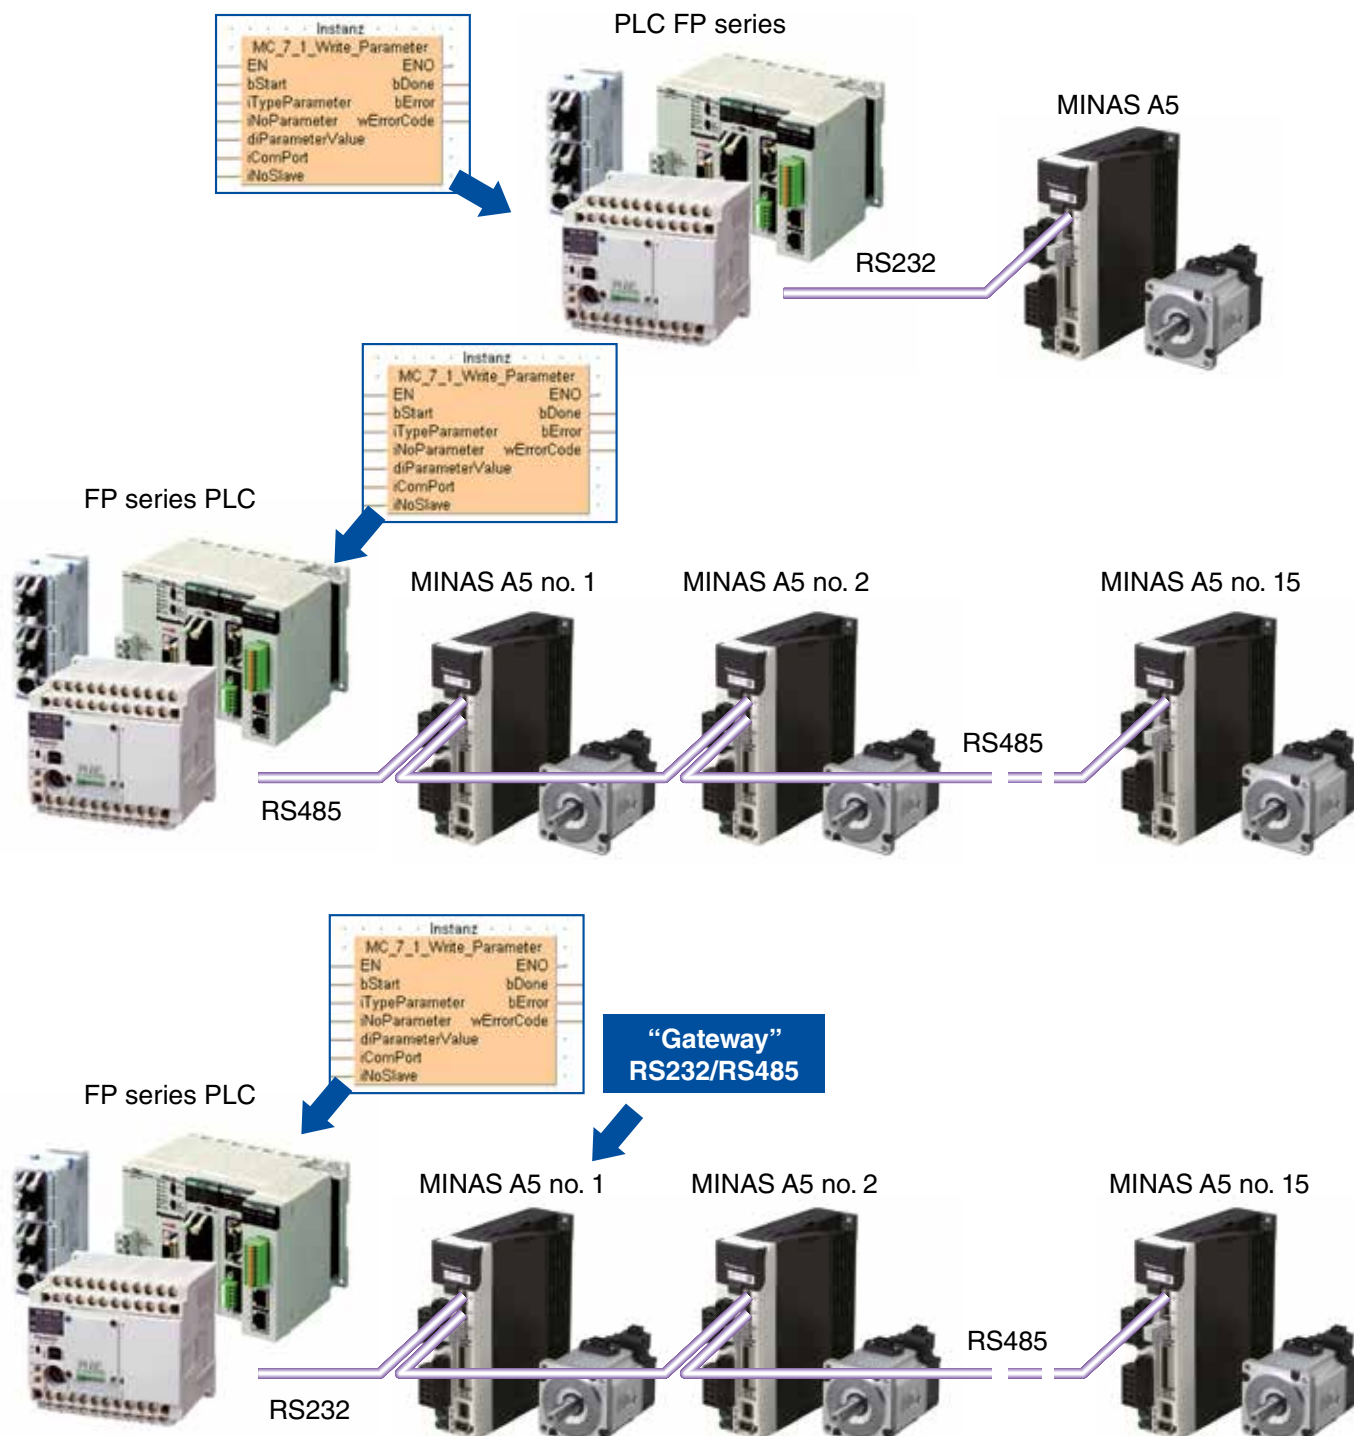 Instanz
MC_7_1_Write_Parameter
EN ENO
bStart bDone
iTypeParameter bError
iNoParameter wErrorCode
diParameterValue
iComPort
iNoSlave
PLC FP series
MINAS A5
RS232
Instanz
MC_7_1_Write_Parameter
EN ENO
bStart bDone
iTypeParameter bError
iNoParameter wErrorCode
diParameterValue
iComPort
iNoSlave
FP series PLC
MINAS A5 no. 1
MINAS A5 no. 2
MINAS A5 no. 15
RS485
RS485
Instanz
MC_7_1_Write_Parameter
EN ENO
bStart bDone
iTypeParameter bError
iNoParameter wErrorCode
diParameterValue
iComPort
iNoSlave
“Gateway”
RS232/RS485
FP series PLC
MINAS A5 no. 1
MINAS A5 no. 2
MINAS A5 no. 15
RS485
RS232